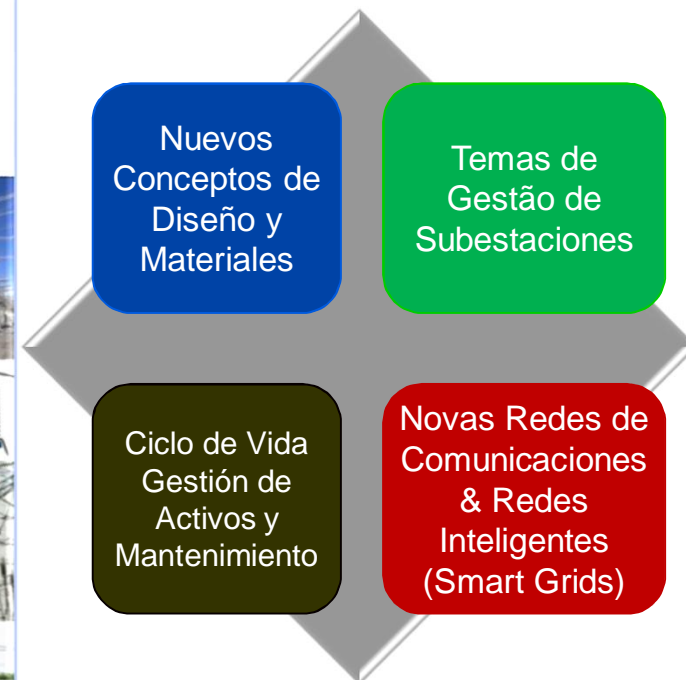 Nuevos
Conceptos de
Diseño y
Materiales
Temas de
Gestão de
Subestaciones
Ciclo de Vida
Gestión de
Activos y
Mantenimiento
Novas Redes de
Comunicaciones
& Redes
Inteligentes
(Smart Grids)